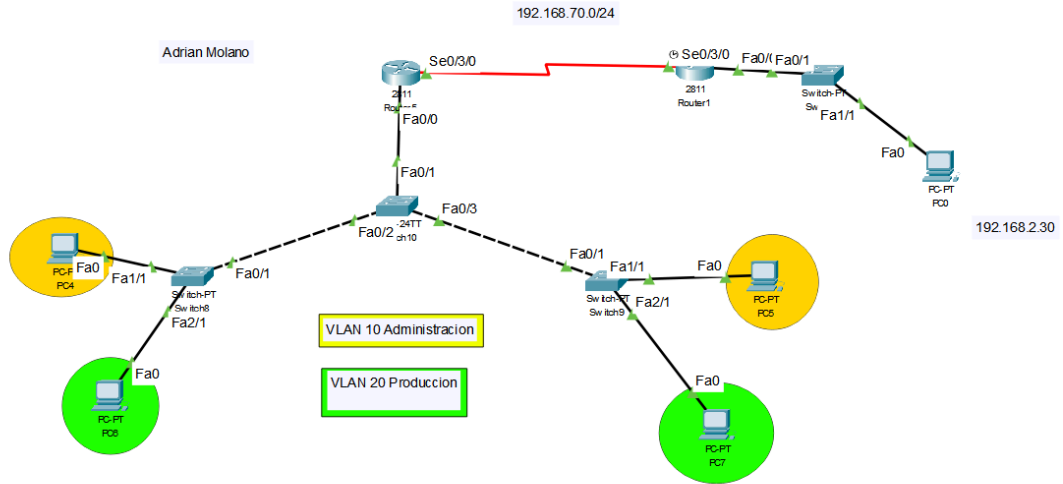 192.168.70.0/24
Adrian Molano
Se0/3/0
Se0/3/0
Fa0/1
2811
2811
Router1
Switch-PT
Fa1/1
Fa0/0
Fa0
PC-PT
PC0
Fa0/1
Fa0/2
Fa0/3
192.168.2.30
Fa0
PC4
Fa1/1
Fa0/1
Switch-PT
Switch8
Fa2/1
Fa0/1
Fa1/1
Fa0
Switch-PT
Switch9
Fa2/1
PC-PT
PC5
VLAN 10 Administracion
VLAN 20 Produccion
Fa0
PC-PT
PC6
Fa0
PC-PT
PC7